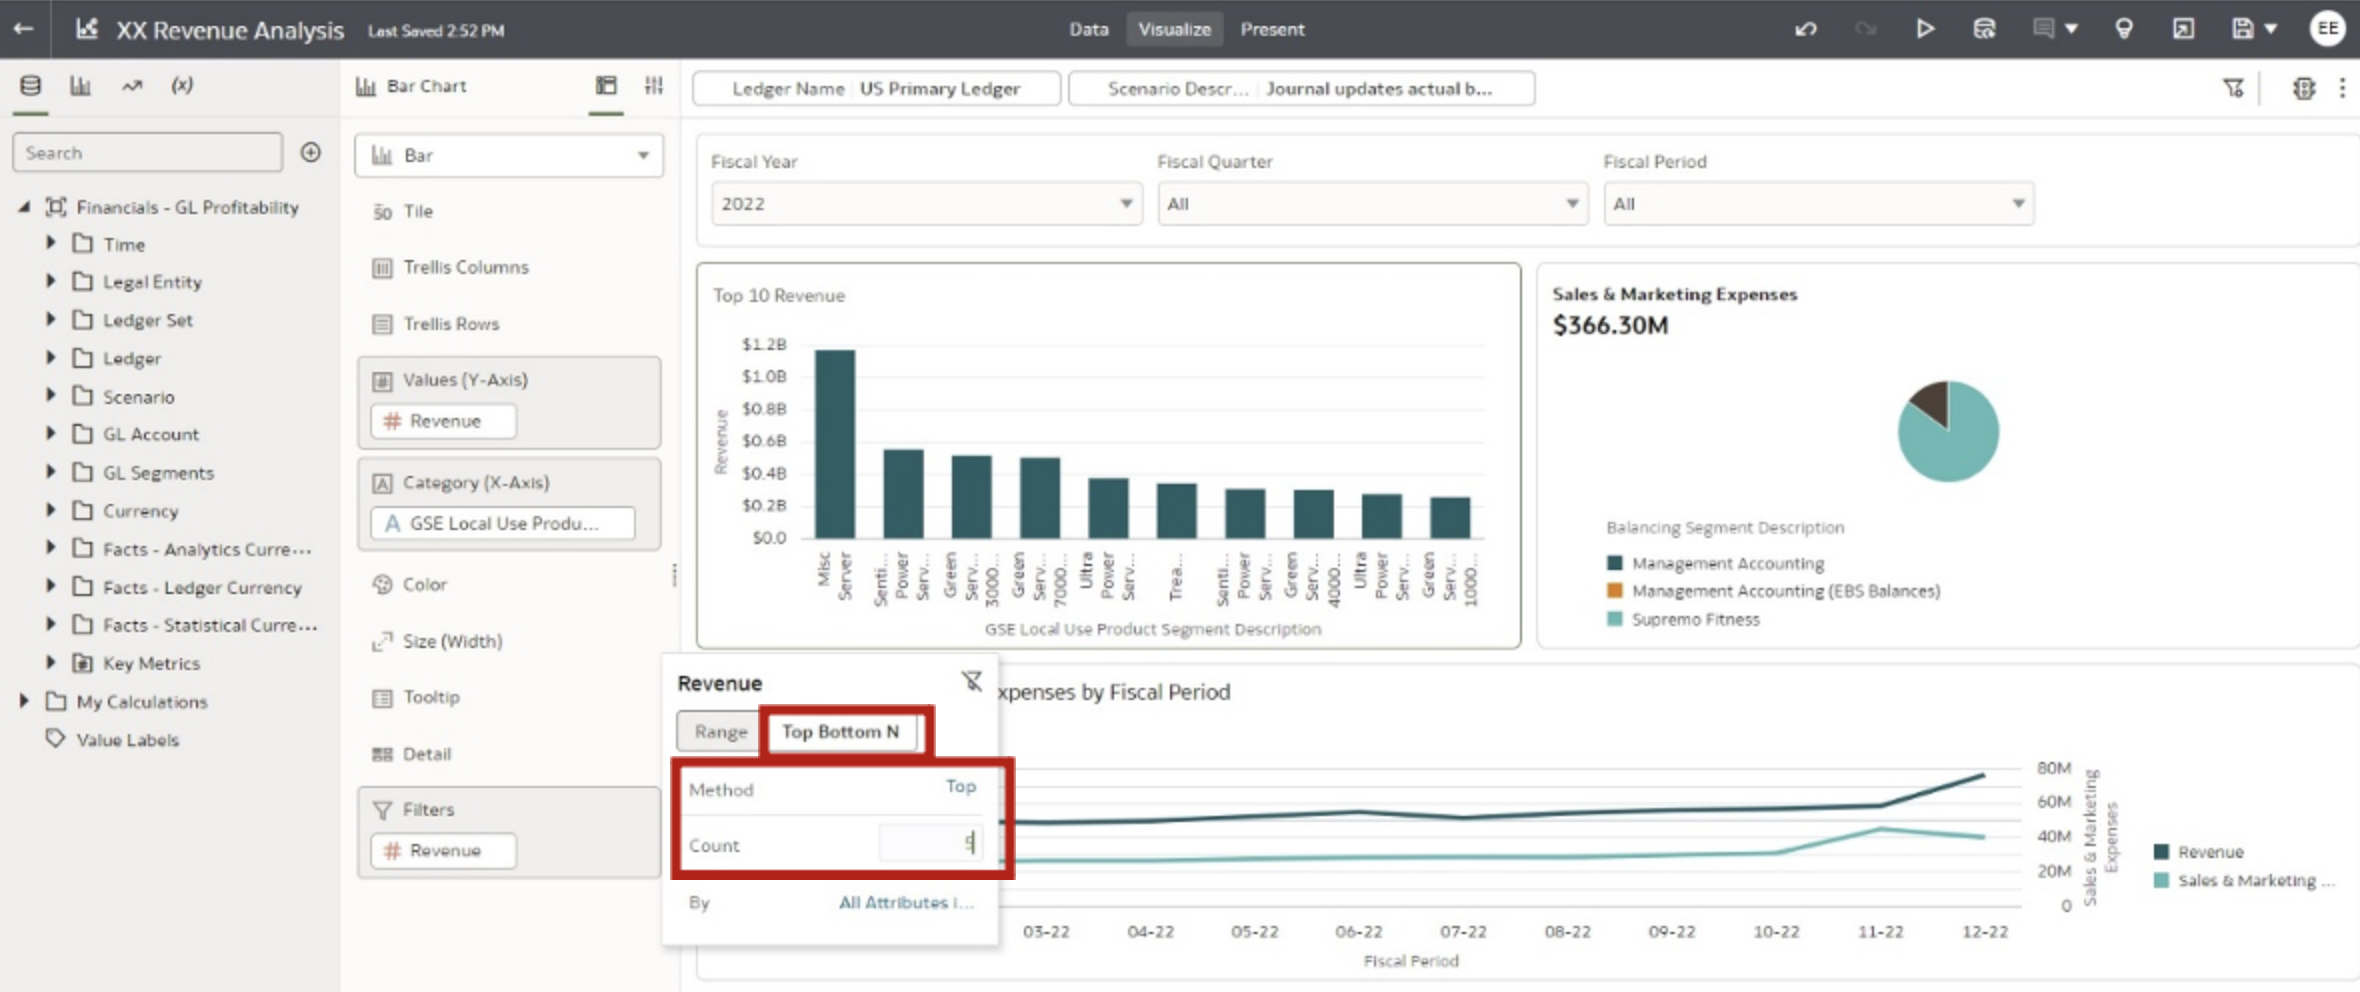 XX Revenue Analysis
Last Saved 2:52 PM
Data
Visualize
Present
EE
(x)
Bar Chart
Ledger Name US Primary Ledger
Scenario Descr... Journal updates actual b...
Search
Financials - GL Profitability
Time
Legal Entity
Ledger Set
Ledger
Scenario
GL Account
GL Segments
Currency
Facts - Analytics Curre...
Facts - Ledger Currency
Facts - Statistical Curre...
Key Metrics
My Calculations
Value Labels
Bar
50 Tile
Trellis Columns
Trellis Rows
# Values (Y-Axis)
# Revenue
A Category (X-Axis)
A GSE Local Use Produ...
Color
Size (Width)
Tooltip
Detail
Filters
# Revenue
Fiscal Year
2022
Fiscal Quarter
All
Fiscal Period
All
Top 10 Revenue
Revenue
$1.2B
$1.0B
$0.8B
$0.6B
$0.4B
$0.2B
$0.0
Misc
Server
Senti...
Power
Serv...
Green
Serv...
3000...
Green
Serv...
7000...
Ultra
Power
Serv...
Trea...
Senti...
Power
Serv...
Green
Serv...
4000...
Ultra
Power
Serv...
Green
Serv...
1000...
GSE Local Use Product Segment Description
Sales & Marketing Expenses
$366.30M
Balancing Segment Description
Management Accounting
Management Accounting (EBS Balances)
Supremo Fitness
Revenue
Range
Top Bottom N
Method Top
Count
By All Attributes i...
xpenses by Fiscal Period
80M
60M
40M
20M
0
Sales & Marketing
Expenses
Revenue
Sales & Marketing ...
03-22
04-22
05-22
06-22
07-22
08-22
09-22
10-22
11-22
12-22
Fiscal Period